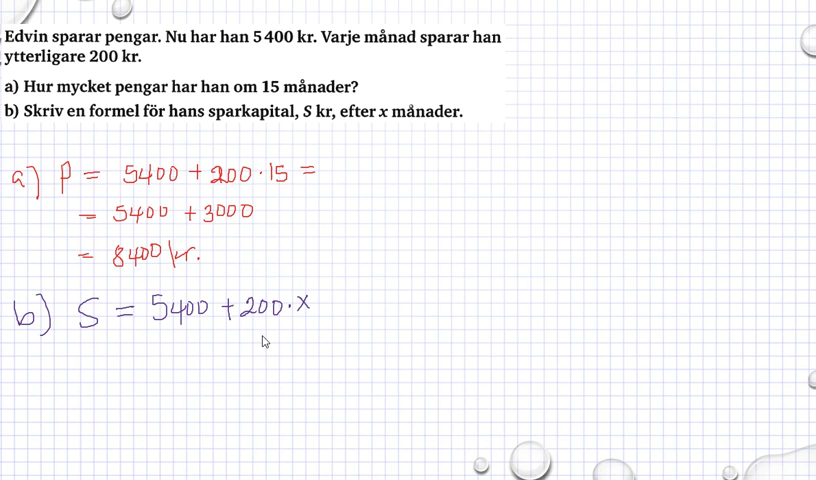 Edvin sparar pengar. Nu har han 5 400 kr. Varje månad sparar han
ytterligare 200 kr.
a) Hur mycket pengar har han om 15 månader?
b) Skriv en formel för hans sparkapital, S kr, efter x månader.
a) P = 5400 + 200 · 15 =
= 5400 + 3000
= 8400 kr.
b) S = 5400 + 200 · x